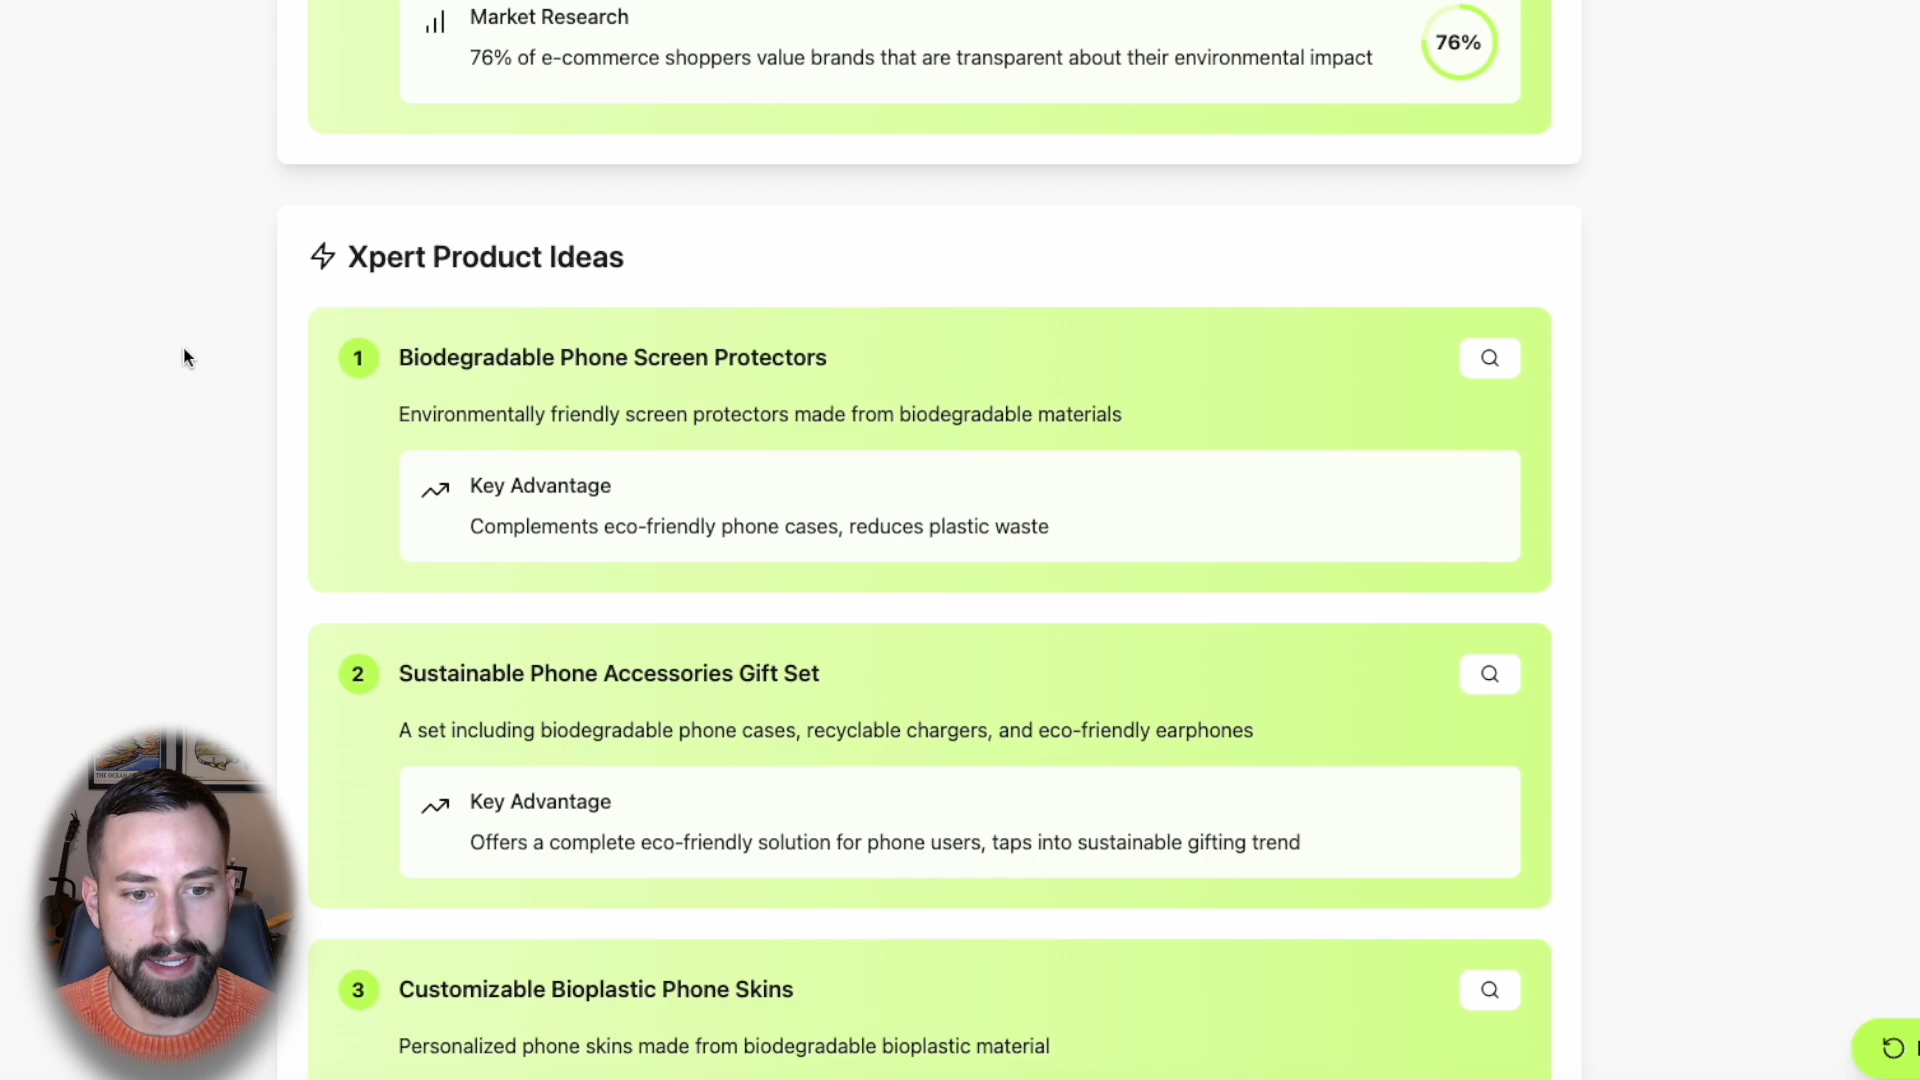 Market Research
76% of e-commerce shoppers value brands that are transparent about their environmental impact
76%
Xpert Product Ideas
1
Biodegradable Phone Screen Protectors
Environmentally friendly screen protectors made from biodegradable materials
Key Advantage
Complements eco-friendly phone cases, reduces plastic waste
2
Sustainable Phone Accessories Gift Set
A set including biodegradable phone cases, recyclable chargers, and eco-friendly earphones
Key Advantage
Offers a complete eco-friendly solution for phone users, taps into sustainable gifting trend
3
Customizable Bioplastic Phone Skins
Personalized phone skins made from biodegradable bioplastic material